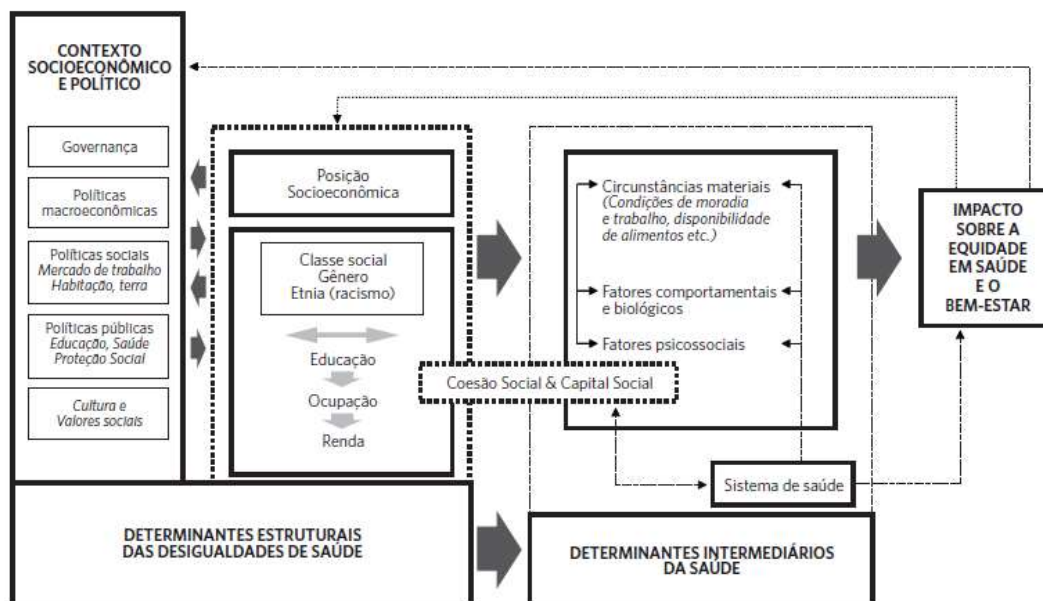 CONTEXTO
SOCIOECONÔMICO
E POLÍTICO
Governança
Políticas
macroeconômicas
Políticas sociais
Mercado de trabalho
Habitação, terra
Políticas públicas
Educação, Saúde
Proteção Social
Cultura e
Valores sociais
Posição
Socioeconômica
Classe social
Gênero
Etnia (racismo)
Educação
Ocupação
Renda
Coesão Social & Capital Social
Circunstâncias materiais
(Condições de moradia
e trabalho, disponibilidade
de alimentos etc.)
Fatores comportamentais
e biológicos
Fatores psicossociais
Sistema de saúde
IMPACTO
SOBRE A
EQUIDADE
EM SAÚDE
E O
BEM-ESTAR
DETERMINANTES ESTRUTURAIS
DAS DESIGUALDADES DE SAÚDE
DETERMINANTES INTERMEDIÁRIOS
DA SAÚDE